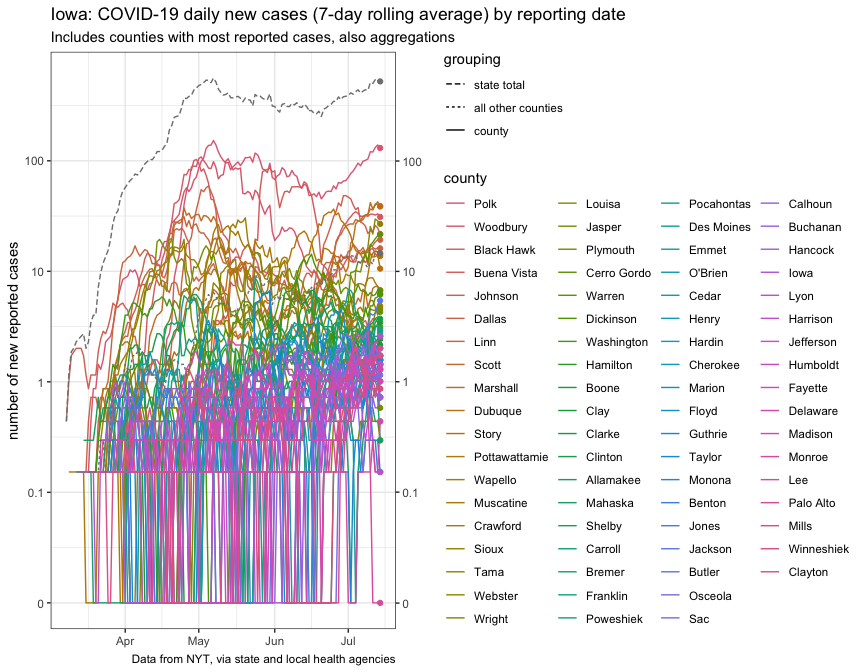 Iowa: COVID-19 daily new cases (7-day rolling average) by reporting date
Includes counties with most reported cases, also aggregations
number of new reported cases
100
10
1
0.1
0
100
10
1
0.1
0
Apr May Jun Jul
Data from NYT, via state and local health agencies
grouping
state total
all other counties
county
county
Polk Louisa Pocahontas Calhoun
Woodbury Jasper Des Moines Buchanan
Black Hawk Plymouth Emmet Hancock
Buena Vista Cerro Gordo O'Brien Iowa
Johnson Warren Cedar Lyon
Dallas Dickinson Henry Harrison
Linn Washington Hardin Jefferson
Scott Hamilton Cherokee Humboldt
Marshall Boone Marion Fayette
Dubuque Clay Floyd Delaware
Story Clarke Guthrie Madison
Pottawattamie Clinton Taylor Monroe
Wapello Allamakee Monona Lee
Muscatine Mahaska Benton Palo Alto
Crawford Shelby Jones Mills
Sioux Carroll Jackson Winneshiek
Tama Bremer Butler Clayton
Webster Franklin Osceola
Wright Poweshiek Sac